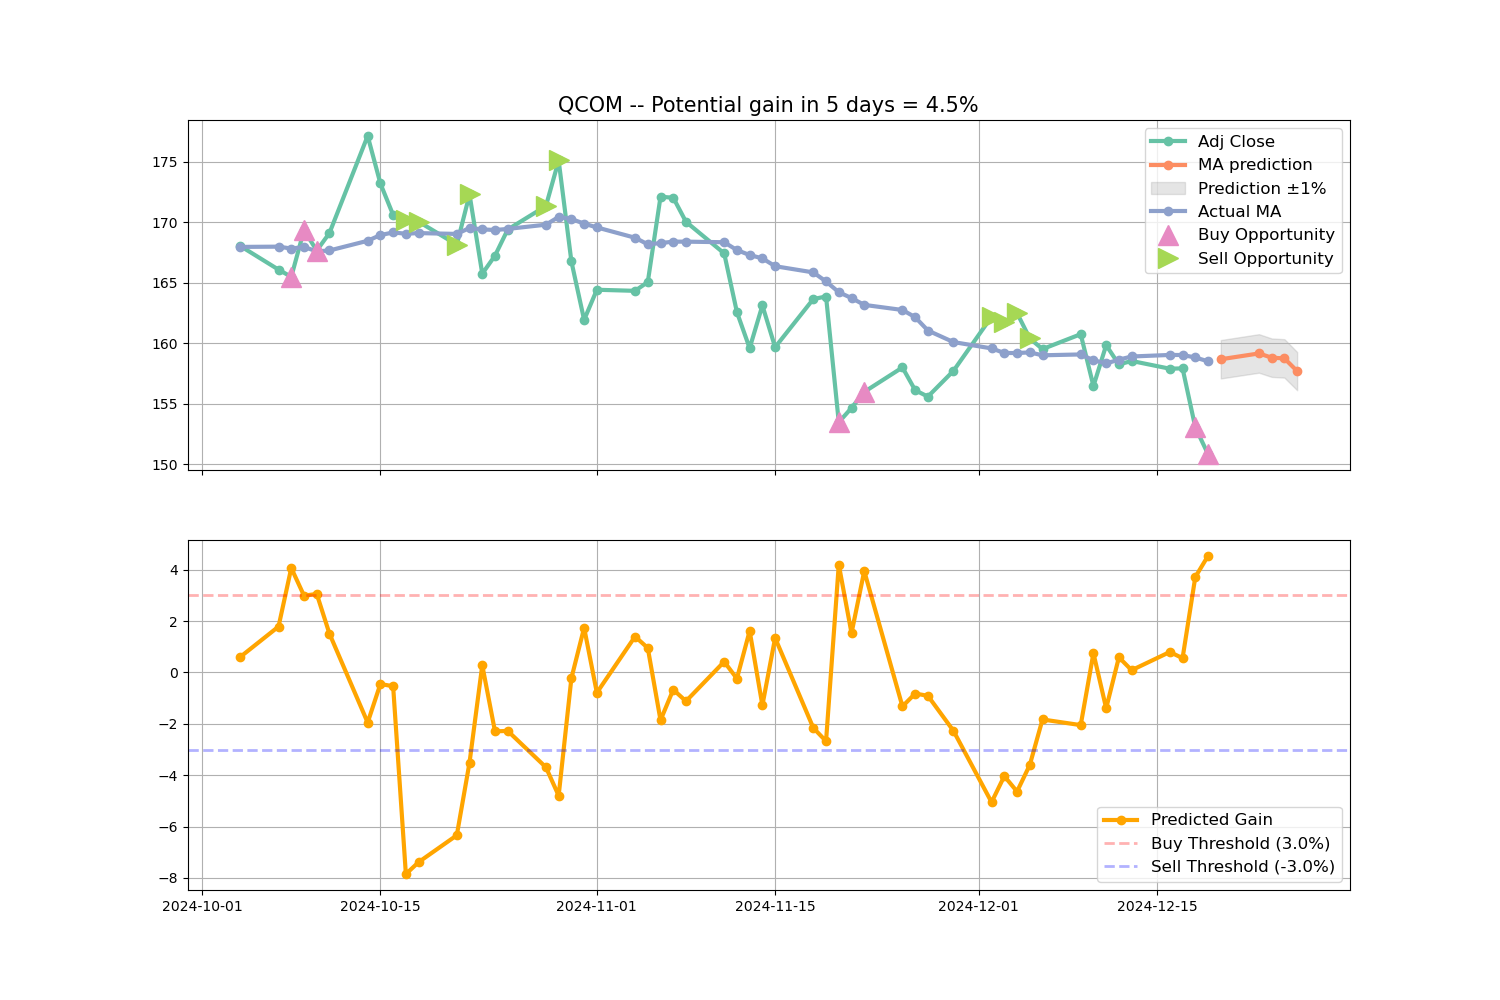 QCOM -- Potential gain in 5 days = 4.5%
175
170
165
160
155
150
Adj Close
MA prediction
Prediction ±1%
Actual MA
Buy Opportunity
Sell Opportunity
4
2
0
−2
−4
−6
−8
Predicted Gain
Buy Threshold (3.0%)
Sell Threshold (-3.0%)
2024-10-01 2024-10-15 2024-11-01 2024-11-15 2024-12-01 2024-12-15